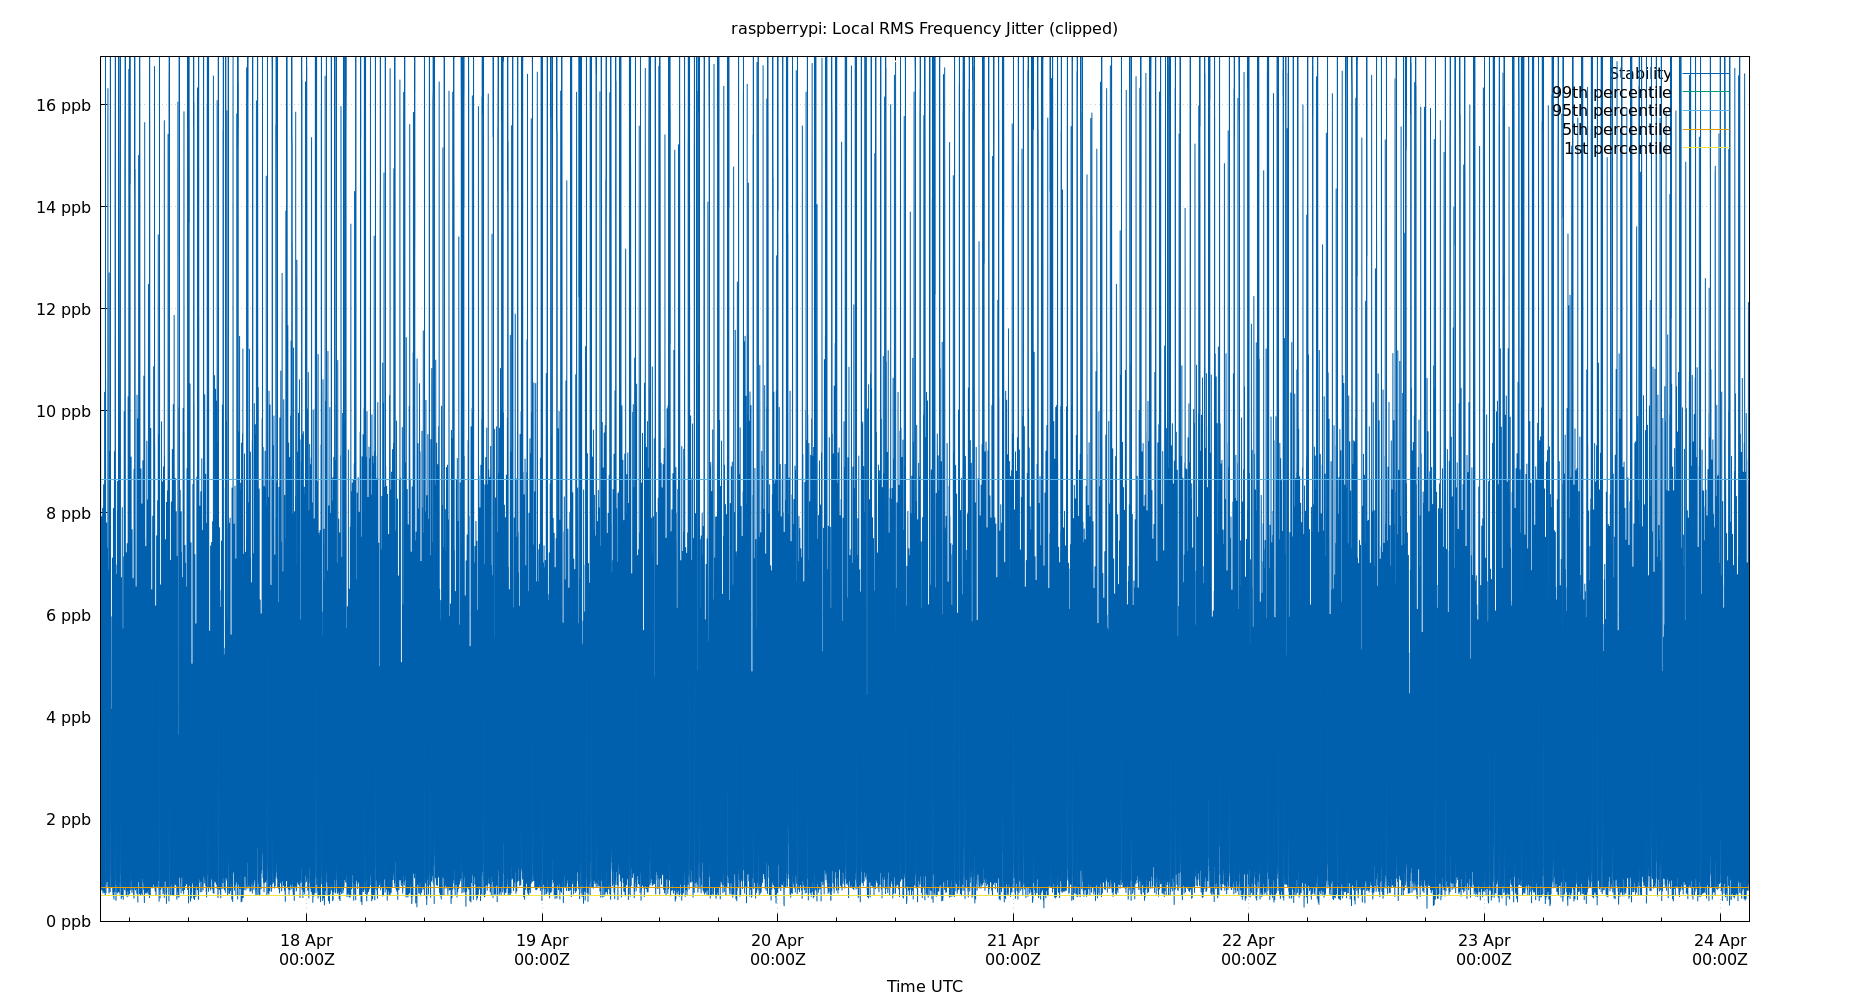 raspberrypi: Local RMS Frequency Jitter (clipped)
16 ppb
14 ppb
12 ppb
10 ppb
8 ppb
6 ppb
4 ppb
2 ppb
0 ppb
Stability
99th percentile
95th percentile
5th percentile
1st percentile
18 Apr
00:00Z
19 Apr
00:00Z
20 Apr
00:00Z
21 Apr
00:00Z
22 Apr
00:00Z
23 Apr
00:00Z
24 Apr
00:00Z
Time UTC